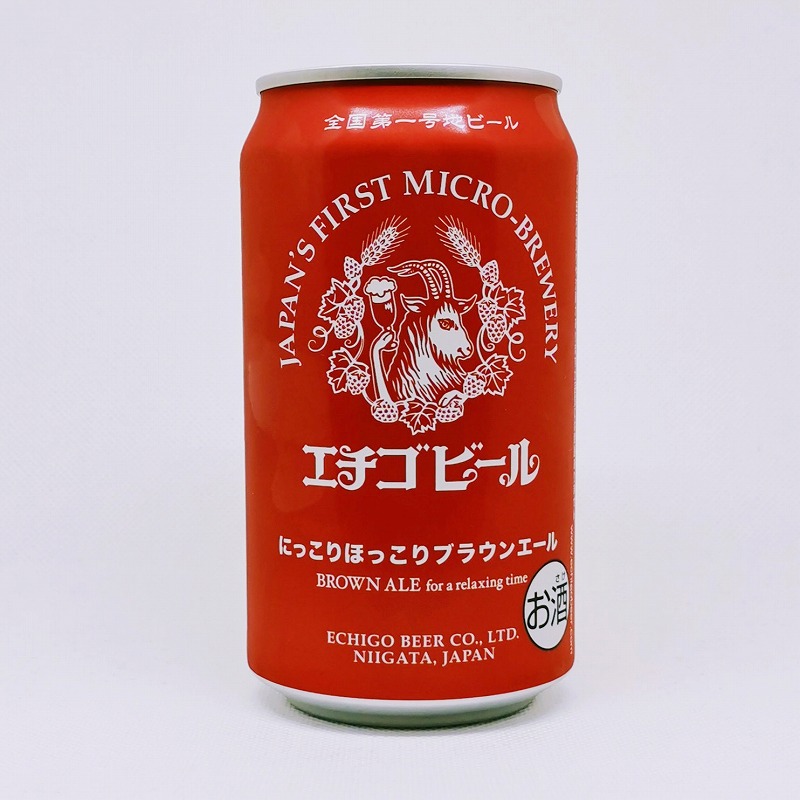 全国第一号地ビール
JAPAN'S FIRST MICRO-BREWERY
エチゴビール
にっこりほっこりブラウンエール
BROWN ALE for a relaxing time
さけ
お酒
ECHIGO BEER CO., LTD.
NIIGATA, JAPAN